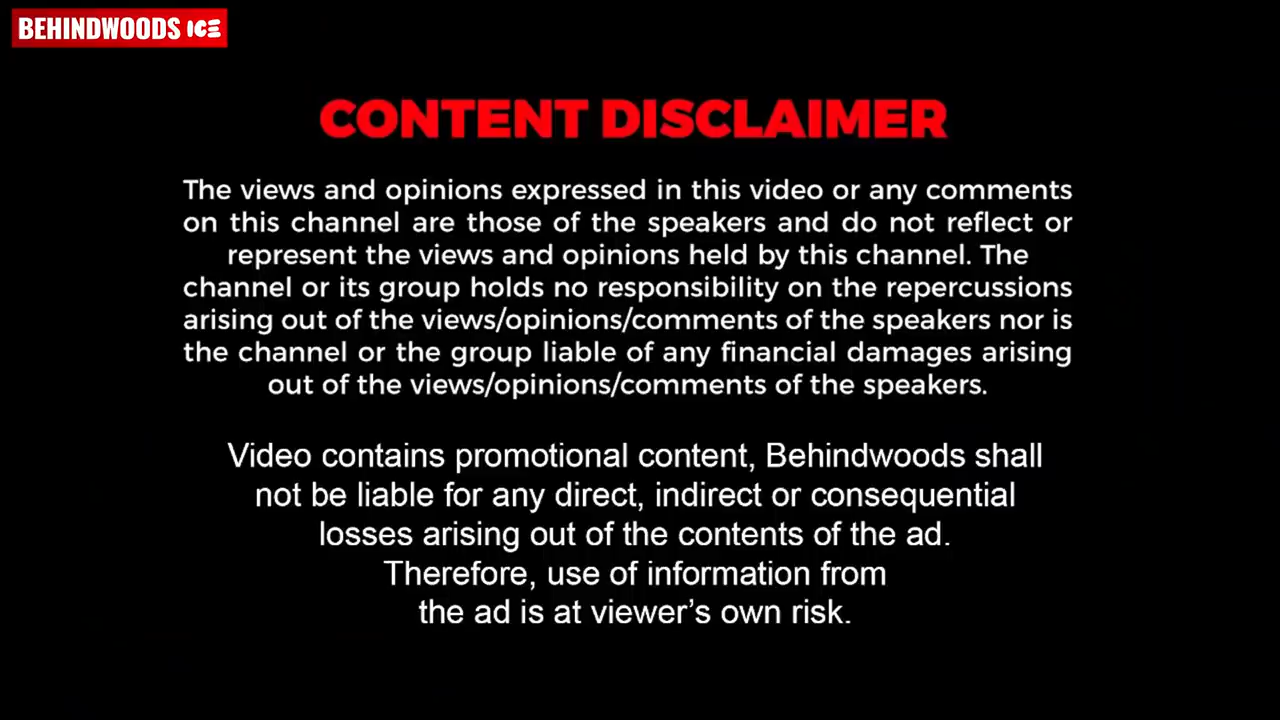 BEHINDWOODS ICE
CONTENT DISCLAIMER
The views and opinions expressed in this video or any comments
on this channel are those of the speakers and do not reflect or
represent the views and opinions held by this channel. The
channel or its group holds no responsibility on the repercussions
arising out of the views/opinions/comments of the speakers nor is
the channel or the group liable of any financial damages arising
out of the views/opinions/comments of the speakers.
Video contains promotional content, Behindwoods shall
not be liable for any direct, indirect or consequential
losses arising out of the contents of the ad.
Therefore, use of information from
the ad is at viewer’s own risk.